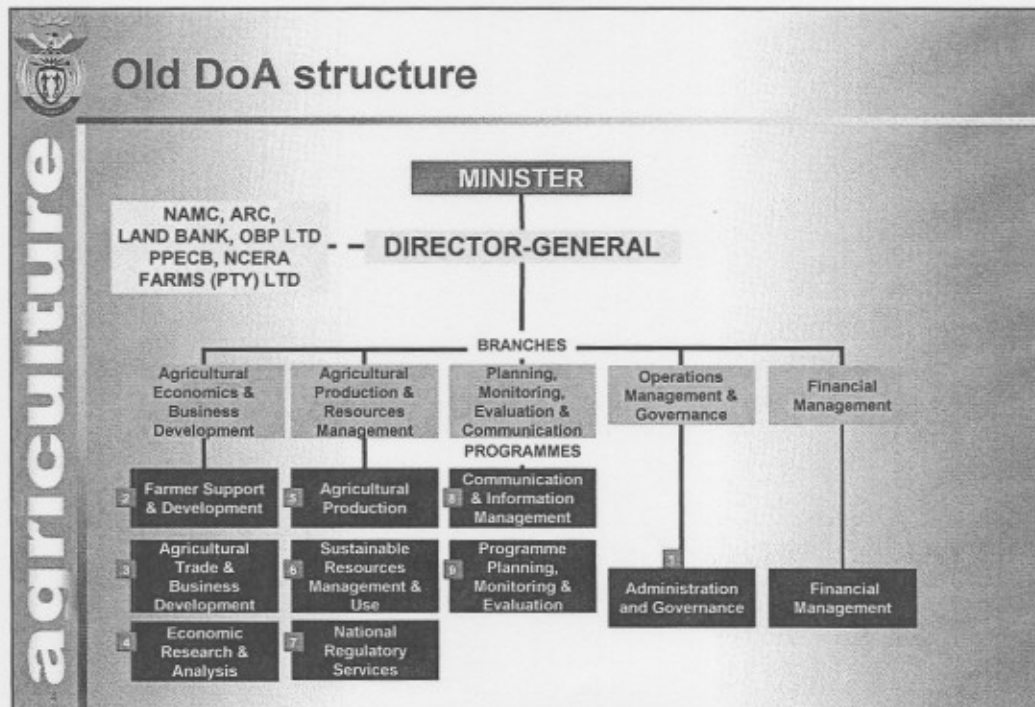 Old DoA structure
agriculture
MINISTER
NAMC, ARC,
LAND BANK, OBP LTD
PPECB, NCERA
FARMS (PTY) LTD
DIRECTOR-GENERAL
BRANCHES
Agricultural
Economics &
Business
Development
Agricultural
Production &
Resources
Management
Planning,
Monitoring,
Evaluation &
Communication
Operations
Management &
Governance
Financial
Management
PROGRAMMES
2
Farmer Support
& Development
5
Agricultural
Production
8
Communication
& Information
Management
3
Agricultural
Trade &
Business
Development
6
Sustainable
Resources
Management &
Use
9
Programme
Planning,
Monitoring &
Evaluation
1
Administration
and Governance
Financial
Management
4
Economic
Research &
Analysis
7
National
Regulatory
Services
4